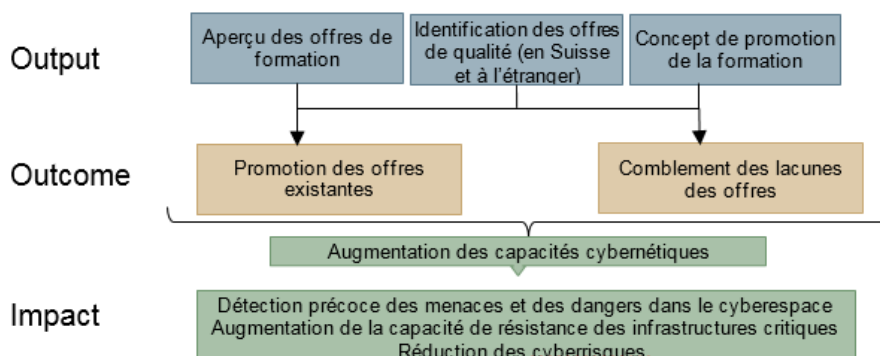 Output
Aperçu des offres de
formation
Identification des offres
de qualité (en Suisse
et à l'étranger)
Concept de promotion
de la formation
Outcome
Promotion des offres
existantes
Comblement des lacunes
des offres
Augmentation des capacités cybernétiques
Impact
Détection précoce des menaces et des dangers dans le cyberespace
Augmentation de la capacité de résistance des infrastructures critiques
Réduction des cyberrisques